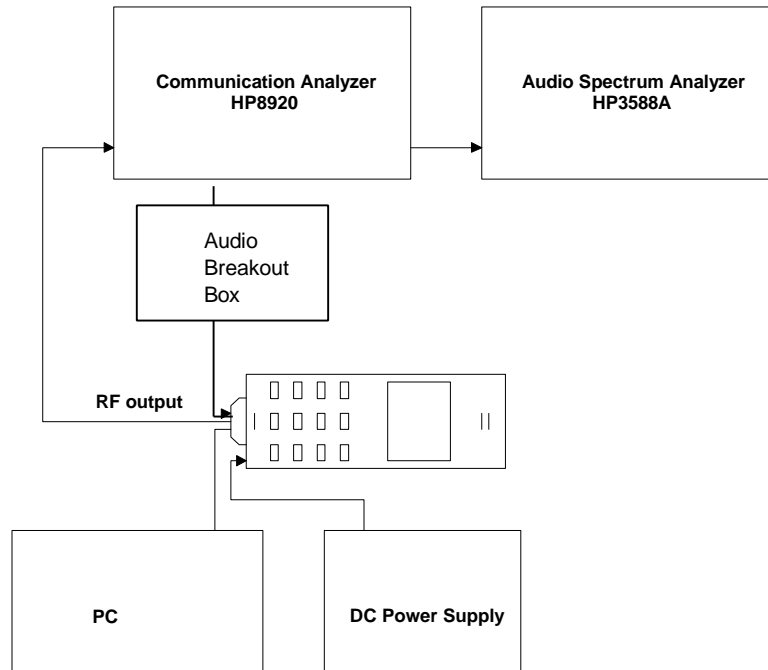 Communication Analyzer
HP8920
Audio Spectrum Analyzer
HP3588A
Audio
Breakout
Box
RF output
PC
DC Power Supply